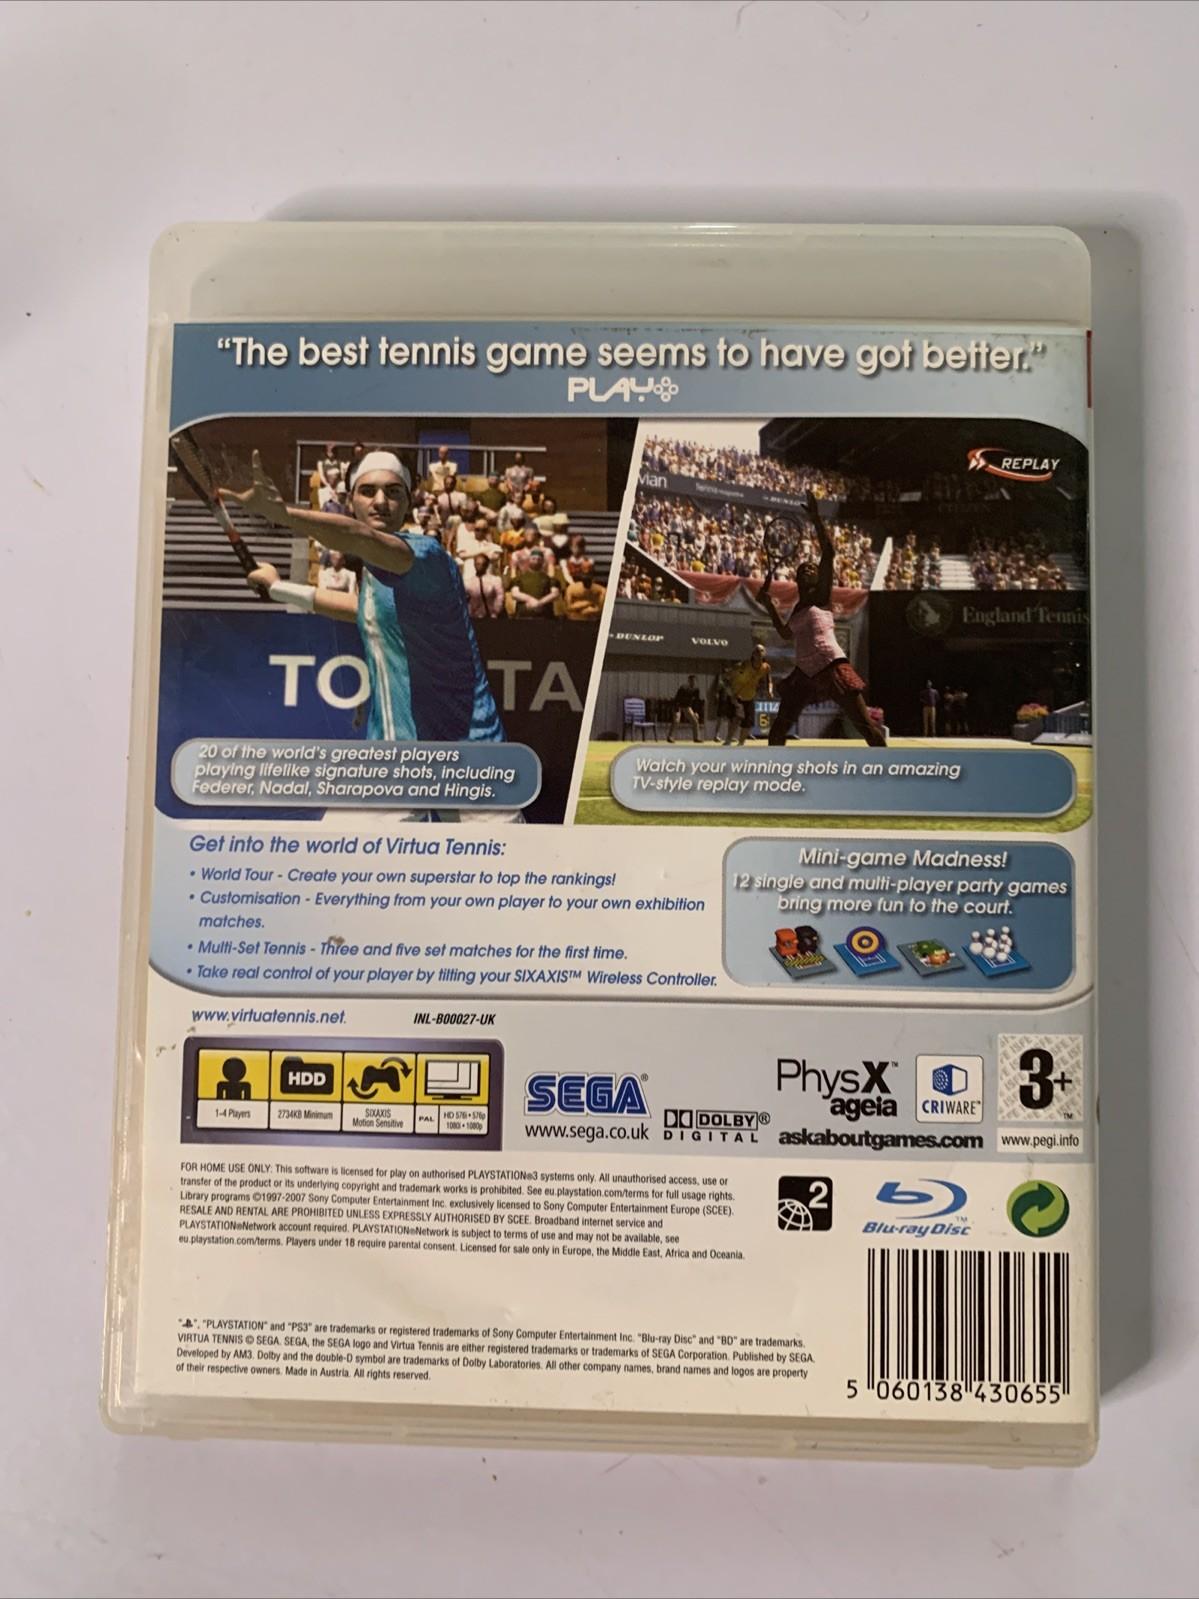 “The best tennis game seems to have got better.”
PLAY
REPLAY
vian
DUNLOP
England Tennis
DUNLOP VOLVO
TO TA
20 of the world's greatest players
playing lifelike signature shots, including
Federer, Nadal, Sharapova and Hingis.
Watch your winning shots in an amazing
TV-style replay mode.
Get into the world of Virtua Tennis:
• World Tour - Create your own superstar to top the rankings!
• Customisation - Everything from your own player to your own exhibition
matches.
• Multi-Set Tennis - Three and five set matches for the first time.
• Take real control of your player by tilting your SIXAXIS™ Wireless Controller.
Mini-game Madness!
12 single and multi-player party games
bring more fun to the court.
www.virtuatennis.net.
INL-B00027-UK
HDD
1-4 Players
2734KB Minimum
SIXAXIS
Motion Sensitive
PAL
HD 576i•576p
1080i•1080p
SEGA®
www.sega.co.uk
DOLBY®
DIGITAL
PhysX™
ageia
CRIWARE™
askaboutgames.com
3+
™
www.pegi.info
FOR HOME USE ONLY: This software is licensed for play on authorised PLAYSTATION®3 systems only. All unauthorised access, use or
transfer of the product or its underlying copyright and trademark works is prohibited. See eu.playstation.com/terms for full usage rights.
Library programs ©1997-2007 Sony Computer Entertainment Inc. exclusively licensed to Sony Computer Entertainment Europe (SCEE).
RESALE AND RENTAL ARE PROHIBITED UNLESS EXPRESSLY AUTHORISED BY SCEE. Broadband internet service and
PLAYSTATION®Network account required. PLAYSTATION®Network is subject to terms of use and may not be available, see
eu.playstation.com/terms. Players under 18 require parental consent. Licensed for sale only in Europe, the Middle East, Africa and Oceania.
2
Blu-ray Disc™
" ", "PLAYSTATION" and "PS3" are trademarks or registered trademarks of Sony Computer Entertainment Inc. "Blu-ray Disc" and "BD" are trademarks.
VIRTUA TENNIS © SEGA. SEGA, the SEGA logo and Virtua Tennis are either registered trademarks or trademarks of SEGA Corporation. Published by SEGA.
Developed by AM3. Dolby and the double-D symbol are trademarks of Dolby Laboratories. All other company names, brand names and logos are property
of their respective owners. Made in Austria. All rights reserved.
5 060138 430655